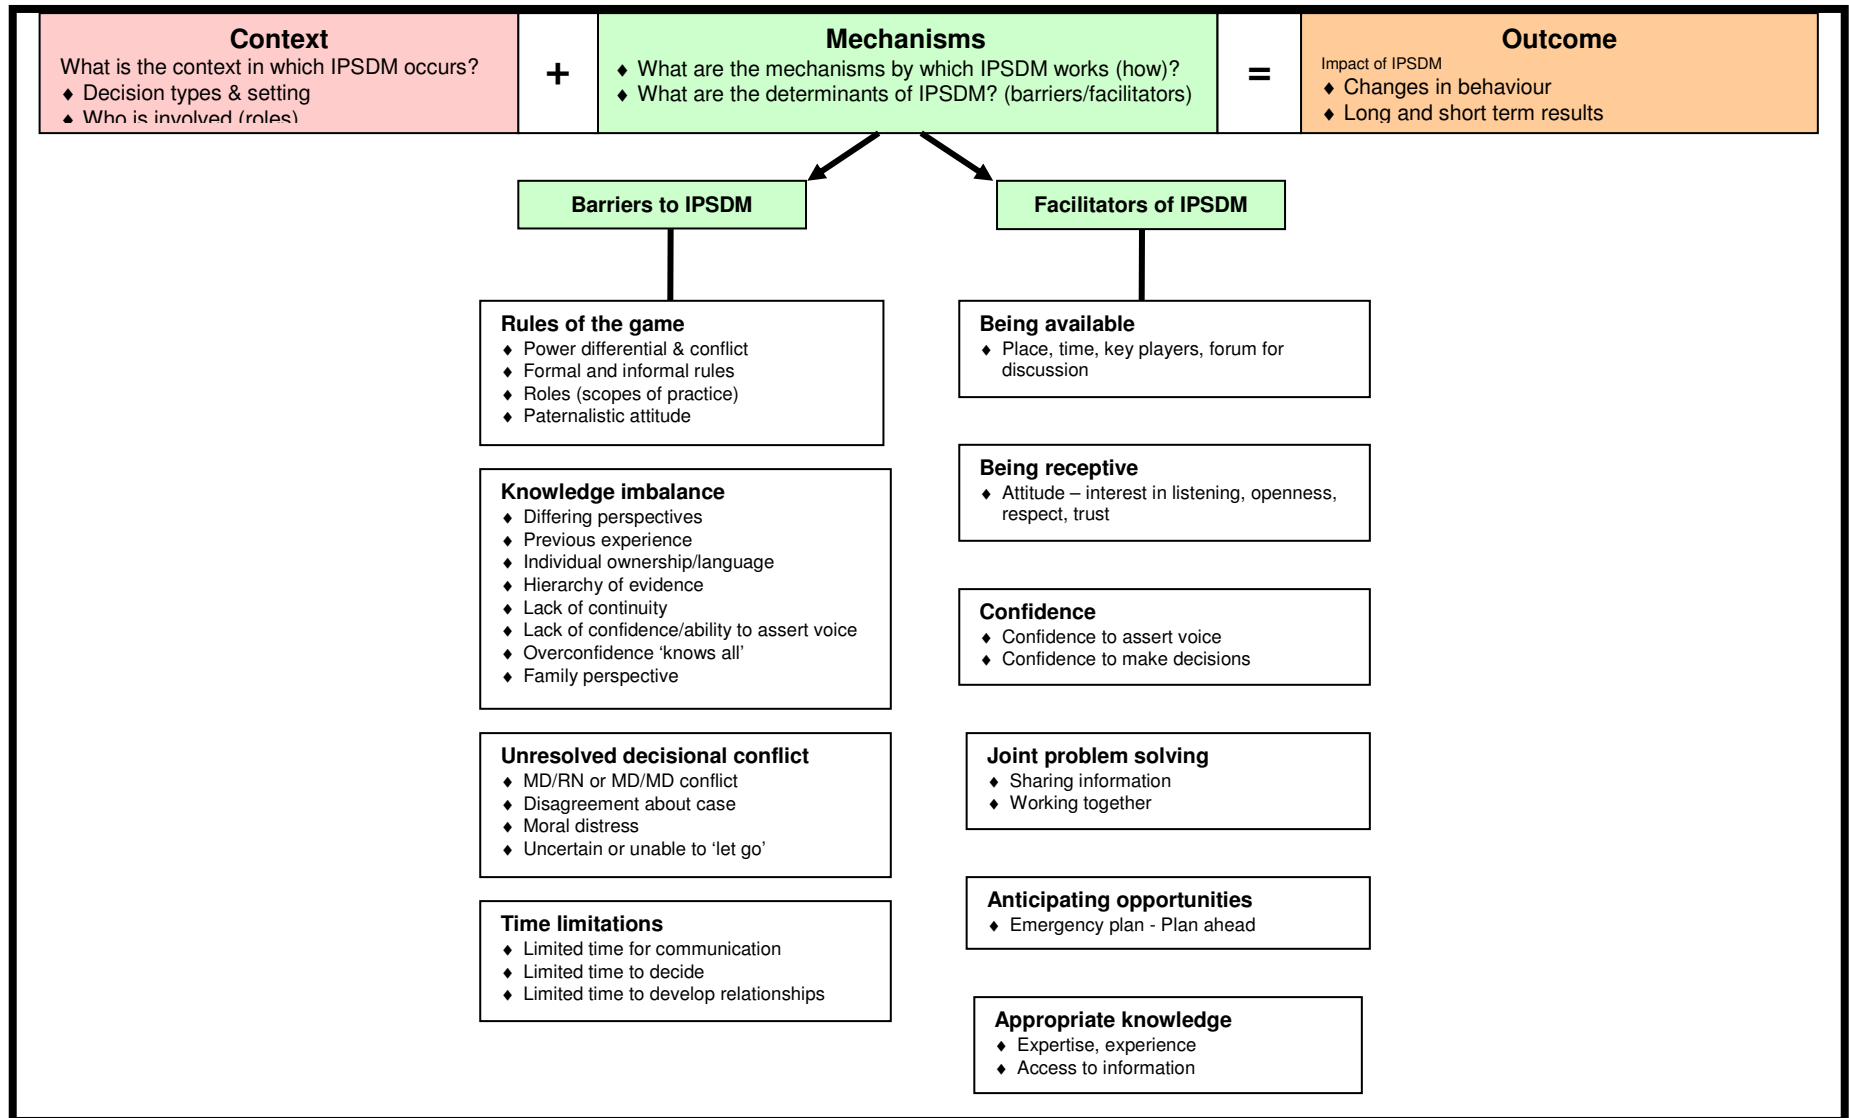 Context
What is the context in which IPSDM occurs?
♦ Decision types & setting
♦ Who is involved (roles)
+
Mechanisms
♦ What are the mechanisms by which IPSDM works (how)?
♦ What are the determinants of IPSDM? (barriers/facilitators)
=
Outcome
Impact of IPSDM
♦ Changes in behaviour
♦ Long and short term results
Barriers to IPSDM
Rules of the game
♦ Power differential & conflict
♦ Formal and informal rules
♦ Roles (scopes of practice)
♦ Paternalistic attitude
Knowledge imbalance
♦ Differing perspectives
♦ Previous experience
♦ Individual ownership/language
♦ Hierarchy of evidence
♦ Lack of continuity
♦ Lack of confidence/ability to assert voice
♦ Overconfidence ‘knows all’
♦ Family perspective
Unresolved decisional conflict
♦ MD/RN or MD/MD conflict
♦ Disagreement about case
♦ Moral distress
♦ Uncertain or unable to ‘let go’
Time limitations
♦ Limited time for communication
♦ Limited time to decide
♦ Limited time to develop relationships
Facilitators of IPSDM
Being available
♦ Place, time, key players, forum for
discussion
Being receptive
♦ Attitude – interest in listening, openness,
respect, trust
Confidence
♦ Confidence to assert voice
♦ Confidence to make decisions
Joint problem solving
♦ Sharing information
♦ Working together
Anticipating opportunities
♦ Emergency plan - Plan ahead
Appropriate knowledge
♦ Expertise, experience
♦ Access to information